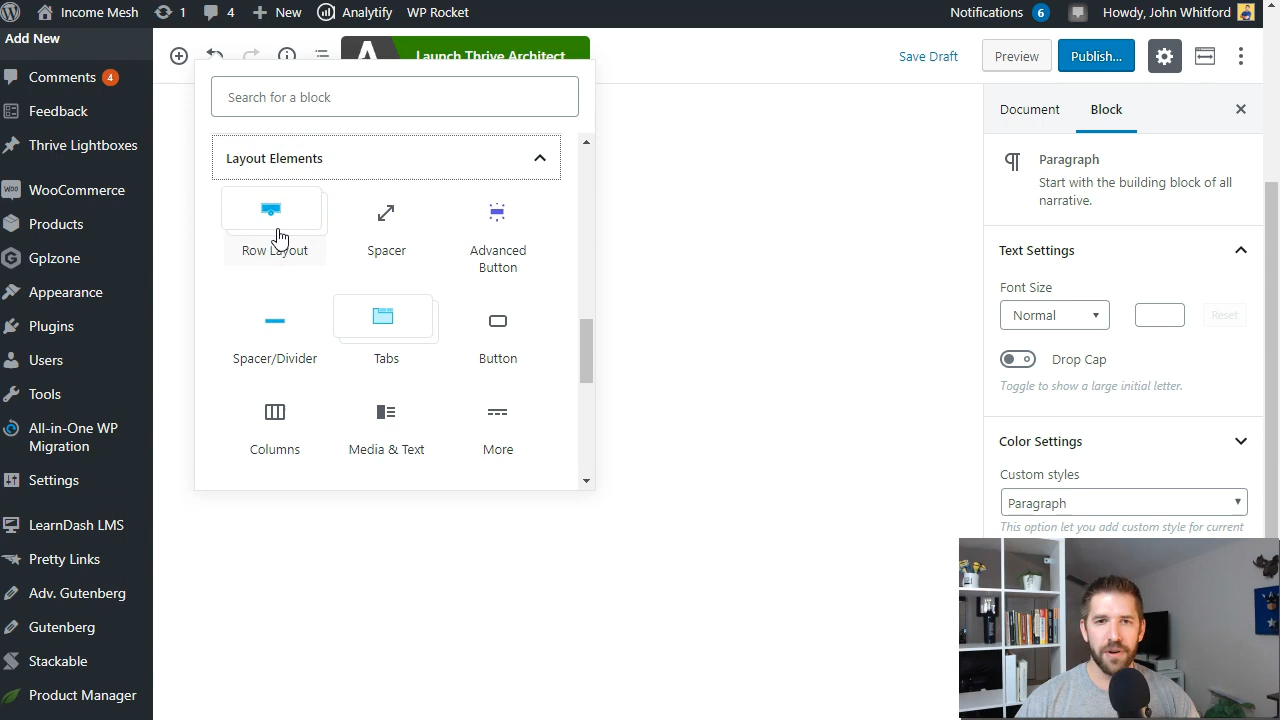 Income Mesh
1
4
New
Analytify
WP Rocket
Notifications
6
Howdy, John Whitford
Add New
Comments 4
Feedback
Thrive Lightboxes
WooCommerce
Products
Gplzone
Appearance
Plugins
Users
Tools
All-in-One WP
Migration
Settings
LearnDash LMS
Pretty Links
Adv. Gutenberg
Gutenberg
Stackable
Product Manager
Launch Thrive Architect
Save Draft
Preview
Publish...
Search for a block
Layout Elements
Row Layout
Spacer
Advanced
Button
Spacer/Divider
Tabs
Button
Columns
Media & Text
More
Document
Block
Paragraph
Start with the building block of all
narrative.
Text Settings
Font Size
Normal
Reset
Drop Cap
Toggle to show a large initial letter.
Color Settings
Custom styles
Paragraph
This option let you add custom style for current